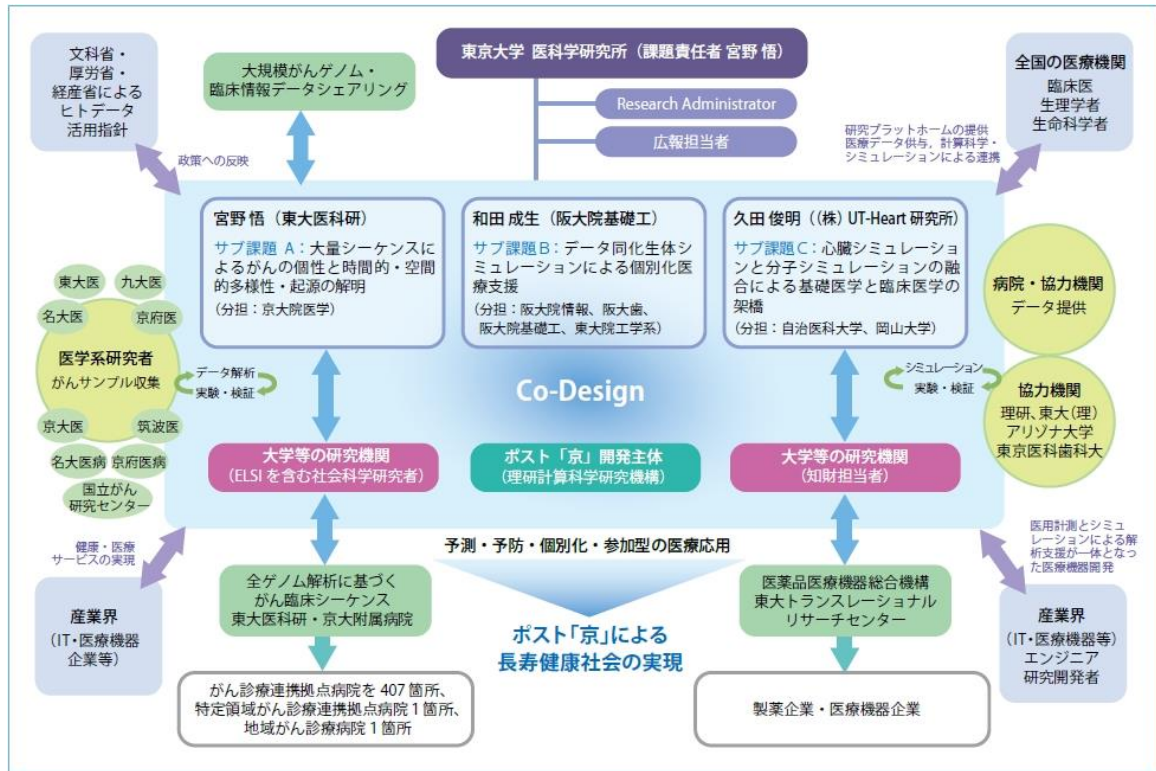 文科省・
厚労省・
経産省による
ヒトデータ
活用指針
大規模がんゲノム・
臨床情報データシェアリング
東京大学 医科学研究所（課題責任者 宮野 悟）
Research Administrator
広報担当者
全国の医療機関
臨床医
生理学者
生命科学者
政策への反映
研究プラットホームの提供
医療データ供与，計算科学・
シミュレーションによる連携
宮野 悟（東大医科研）
サブ課題 A：大量シーケンスに
よるがんの個性と時間的・空間
的多様性・起源の解明
（分担：京大院医学）
和田 成生（阪大院基礎工）
サブ課題 B：データ同化生体シ
ミュレーションによる個別化医
療支援
（分担：阪大院情報、阪大歯、
阪大院基礎工、東大院工学系）
久田 俊明（（株）UT-Heart 研究所）
サブ課題 C：心臓シミュレーショ
ンと分子シミュレーションの融
合による基礎医学と臨床医学の
架橋
（分担：自治医科大学、岡山大学）
東大医
九大医
名大医
京府医
医学系研究者
がんサンプル収集
京大医
筑波医
名大医病
京府医病
国立がん
研究センター
データ解析
実験・検証
Co-Design
シミュレーション
実験・検証
病院・協力機関
データ提供
協力機関
理研、東大（理）
アリゾナ大学
東京医科歯科大
大学等の研究機関
（ELSI を含む社会科学研究者）
ポスト「京」開発主体
（理研計算科学研究機構）
大学等の研究機関
（知財担当者）
健康・医療
サービスの実現
予測・予防・個別化・参加型の医療応用
医用計測とシミュ
レーションによる解
析支援が一体となっ
た医療機器開発
産業界
（IT・医療機器
企業等）
全ゲノム解析に基づく
がん臨床シーケンス
東大医科研・京大附属病院
ポスト「京」による
長寿健康社会の実現
医薬品医療機器総合機構
東大トランスレーショナル
リサーチセンター
産業界
（IT・医療機器等）
エンジニア
研究開発者
がん診療連携拠点病院を 407 箇所、
特定領域がん診療連携拠点病院 1 箇所、
地域がん診療病院 1 箇所
製薬企業・医療機器企業